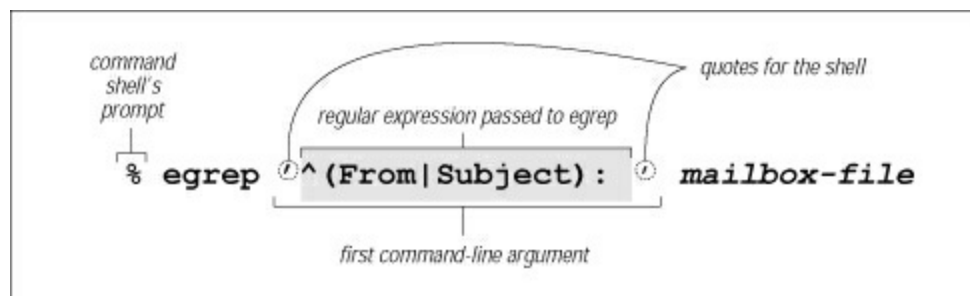 command
shell's
prompt
quotes for the shell
regular expression passed to egrep
% egrep '^(From|Subject): ' mailbox-file
first command-line argument